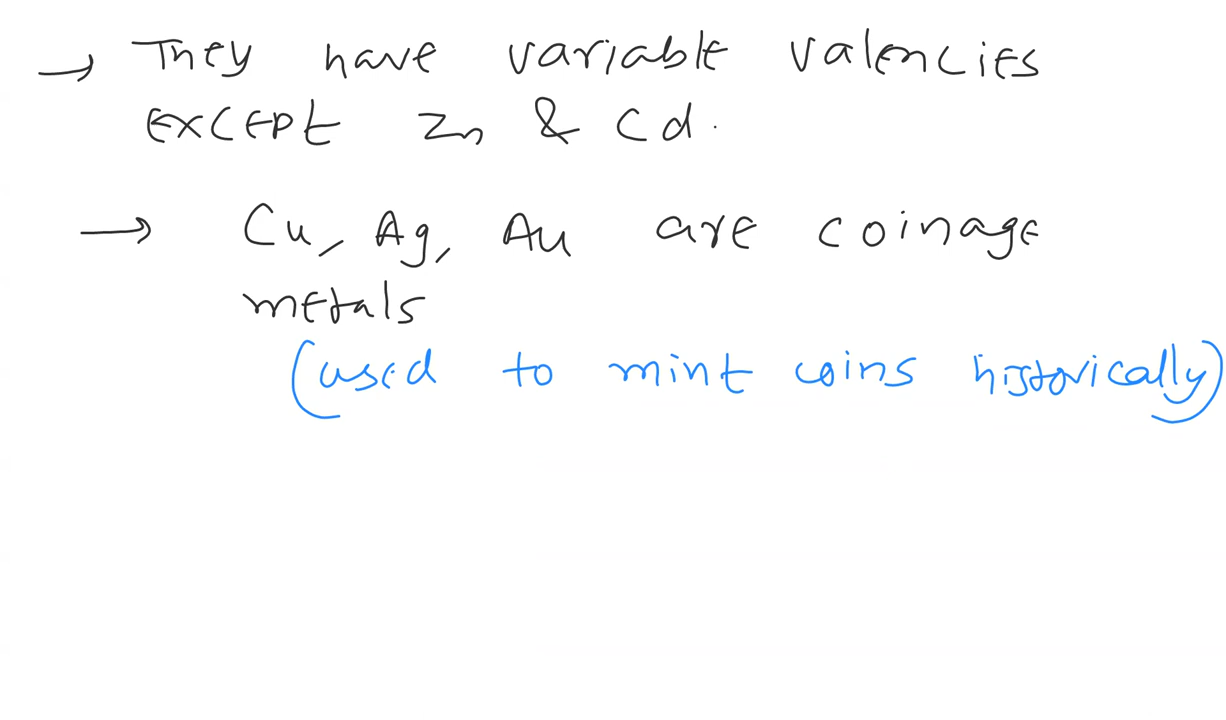 → They have variable valencies
except Zn & Cd.
→ Cu, Ag, Au are coinage
metals
(used to mint coins historically)